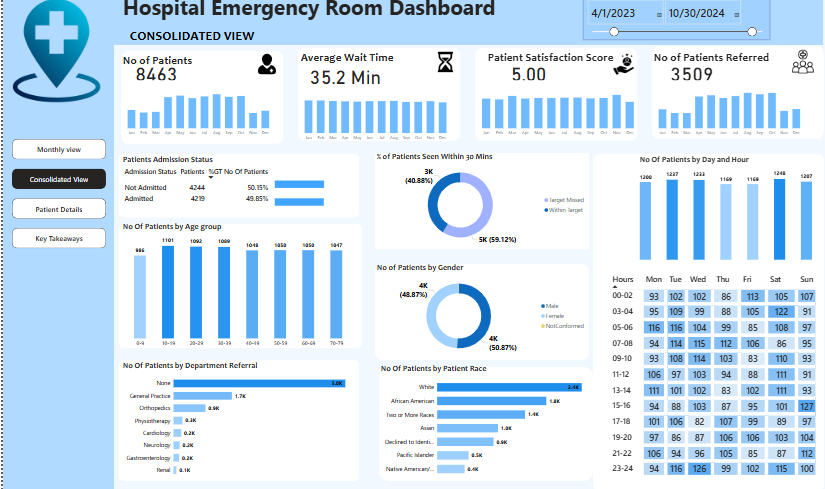 Hospital Emergency Room Dashboard
CONSOLIDATED VIEW
4/1/2023 10/30/2024
Monthly view
Consolidated View
Patient Details
Key Takeaways
No of Patients
8463
Jan Feb Mar Apr May Jun Jul Aug Sep Oct Nov Dec
Average Wait Time
35.2 Min
Jan Feb Mar Apr May Jun Jul Aug Sep Oct Nov Dec
Patient Satisfaction Score
5.00
Jan Feb Mar Apr May Jun Jul Aug Sep Oct Nov Dec
No of Patients Referred
3509
Jan Feb Mar Apr May Jun Jul Aug Sep Oct Nov Dec
Patients Admission Status
Admission Status Patients %GT No Of Patients
Not Admitted 4244 50.15%
Admitted 4219 49.85%
No Of Patients by Age group
986 1101 1092 1089 1048 1050 1050 1047
0-9 10-19 20-29 30-39 40-49 50-59 60-69 70-79
No Of Patients by Department Referral
None 5.0K
General Practice 1.7K
Orthopedics 0.9K
Physiotherapy 0.3K
Cardiology 0.2K
Neurology 0.2K
Gastroenterology 0.2K
Renal 0.1K
% of Patients Seen Within 30 Mins
3K
(40.88%)
5K (59.12%)
Target Missed
Within Target
No of Patients by Gender
4K
(48.87%)
4K
(50.87%)
Male
Female
NotConformed
No Of Patients by Patient Race
White 2.4K
African American 1.8K
Two or More Races 1.4K
Asian 1.0K
Declined to Identi... 0.9K
Pacific Islander 0.5K
Native American/... 0.4K
No Of Patients by Day and Hour
1200 1237 1233 1169 1169 1248 1207
Hours Mon Tue Wed Thu Fri Sat Sun
00-02 93 102 102 86 113 105 107
03-04 95 109 99 88 105 122 91
05-06 116 116 104 99 85 108 97
07-08 94 114 115 112 106 86 95
09-10 93 108 114 103 83 110 93
11-12 106 97 103 94 88 111 91
13-14 111 101 102 83 102 111 93
15-16 94 88 103 87 95 101 127
17-18 101 106 82 107 99 89 97
19-20 97 86 87 106 106 103 104
21-22 106 94 96 105 85 87 112
23-24 94 116 126 99 102 115 100